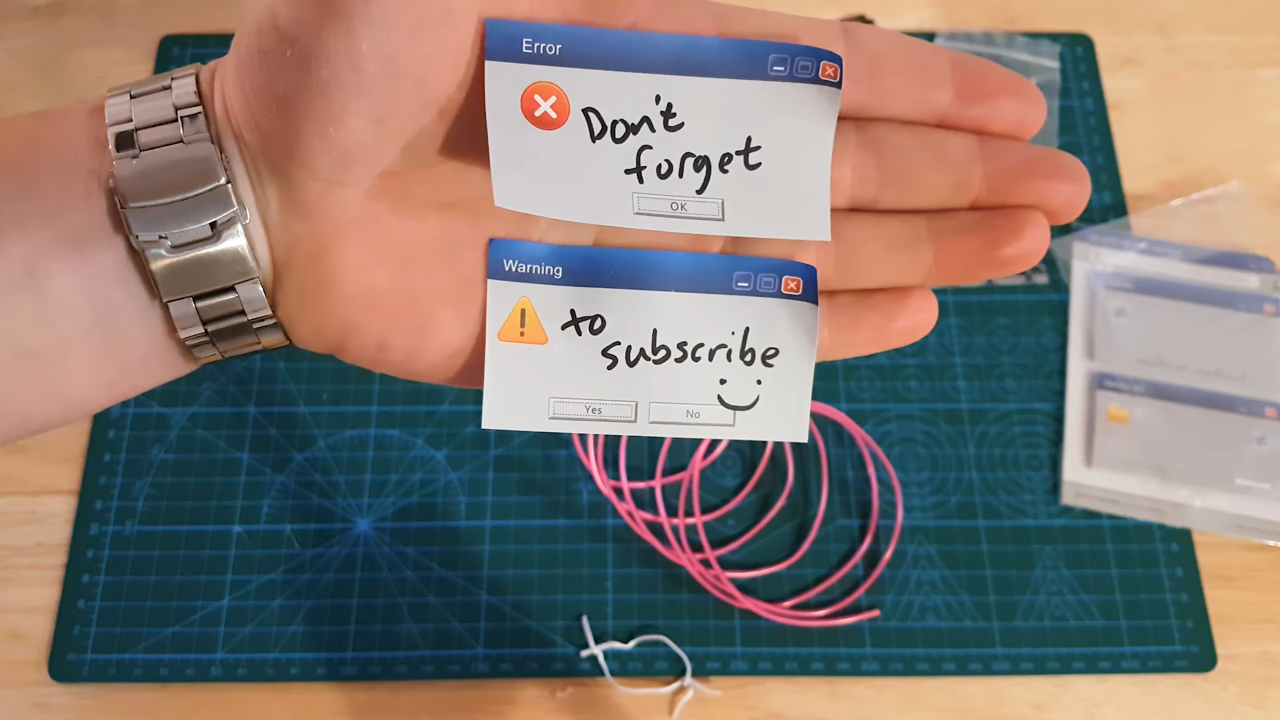 Error
Don't
forget
OK
Warning
to
subscribe
Yes
No